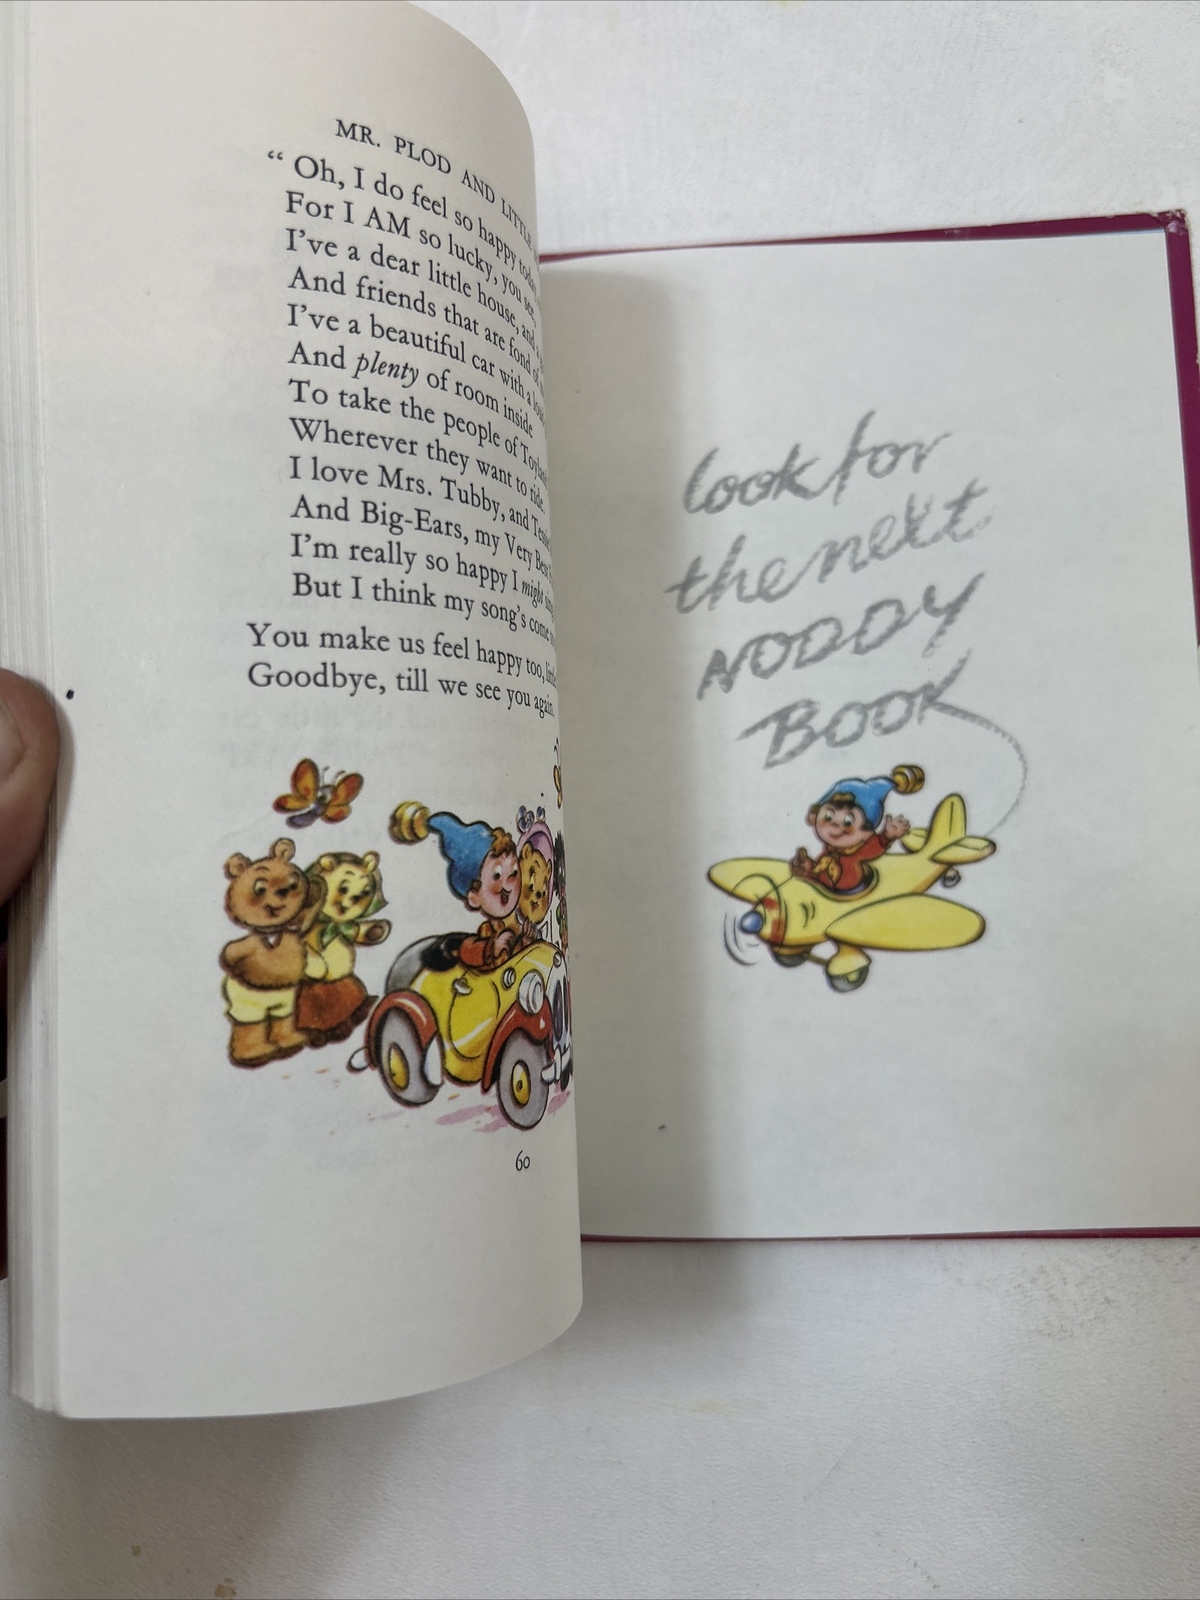 MR. PLOD AND LITTLE
“ Oh, I do feel so happy today,
For I AM so lucky, you see,
I've a dear little house, and a
And friends that are fond of
I've a beautiful car with a
And plenty of room inside
To take the people of
Wherever they want to ride,
I love Mrs. Tubby, and
And Big-Ears, my Very Best
I'm really so happy I might
But I think my song's come
You make us feel happy too,
Goodbye, till we see you again.
60
look for
the next
NODDY
BOOK